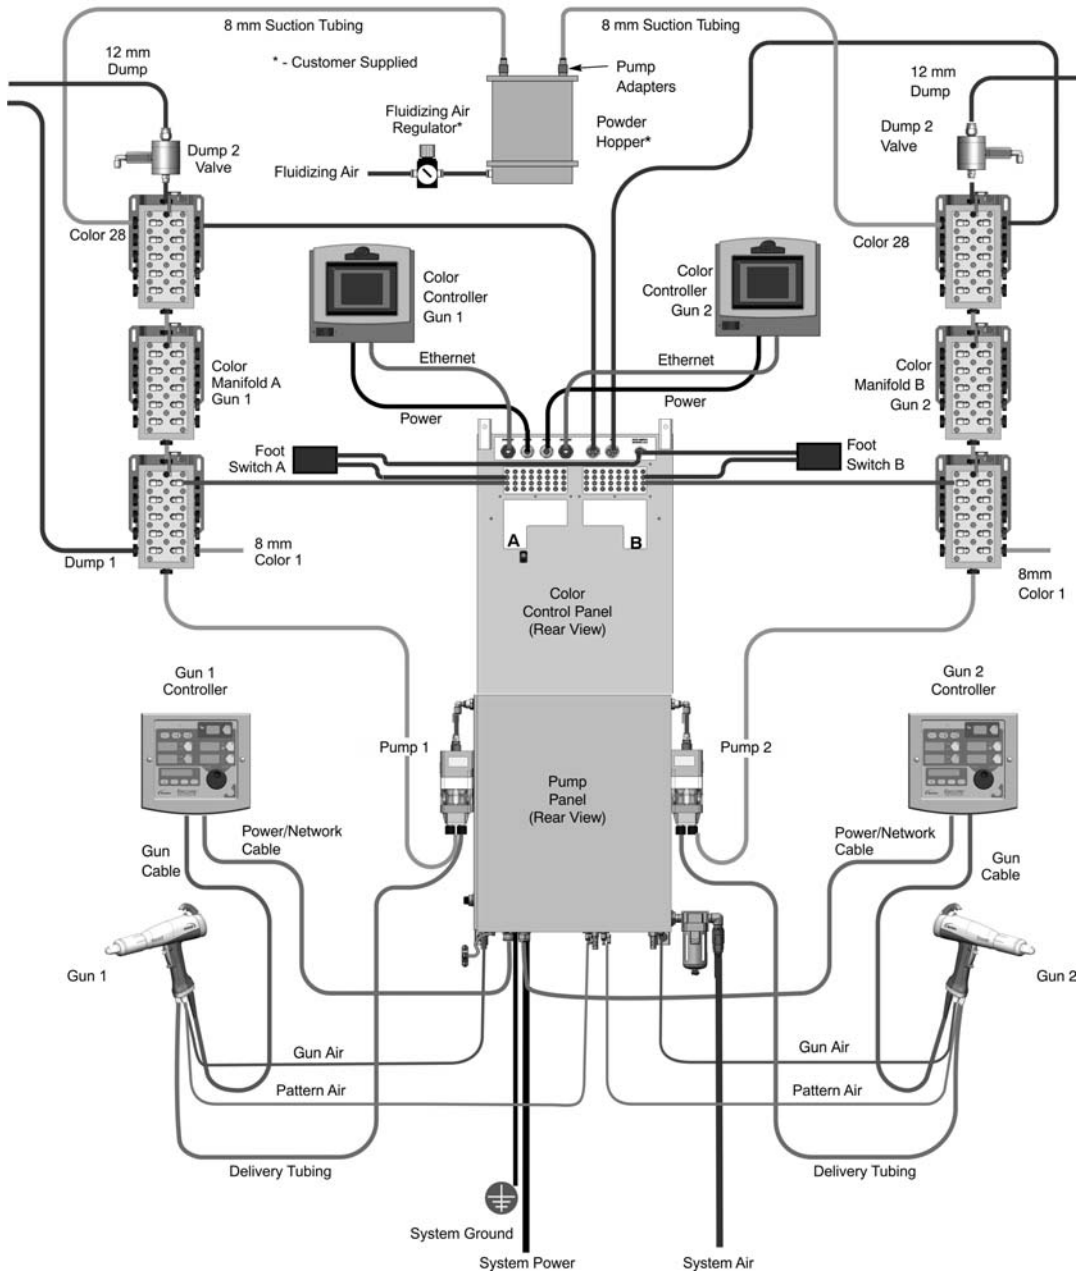 8 mm Suction Tubing
8 mm Suction Tubing
12 mm
Dump
* - Customer Supplied
Pump
Adapters
12 mm
Dump
Fluidizing Air
Regulator*
Powder
Hopper*
Dump 2
Valve
Dump 2
Valve
Fluidizing Air
Color 28
Color 28
Color
Controller
Gun 1
Color
Controller
Gun 2
Ethernet
Ethernet
Color
Manifold A
Gun 1
Color
Manifold B
Gun 2
Power
Power
Foot
Switch A
Foot
Switch B
A
B
Dump 1
8 mm
Color 1
8mm
Color 1
Color
Control Panel
(Rear View)
Gun 1
Controller
Gun 2
Controller
Pump 1
Pump 2
Pump
Panel
(Rear View)
Power/Network
Cable
Power/Network
Cable
Gun
Cable
Gun
Cable
Gun 1
Gun 2
Gun Air
Gun Air
Pattern Air
Pattern Air
Delivery Tubing
Delivery Tubing
System Ground
System Power
System Air